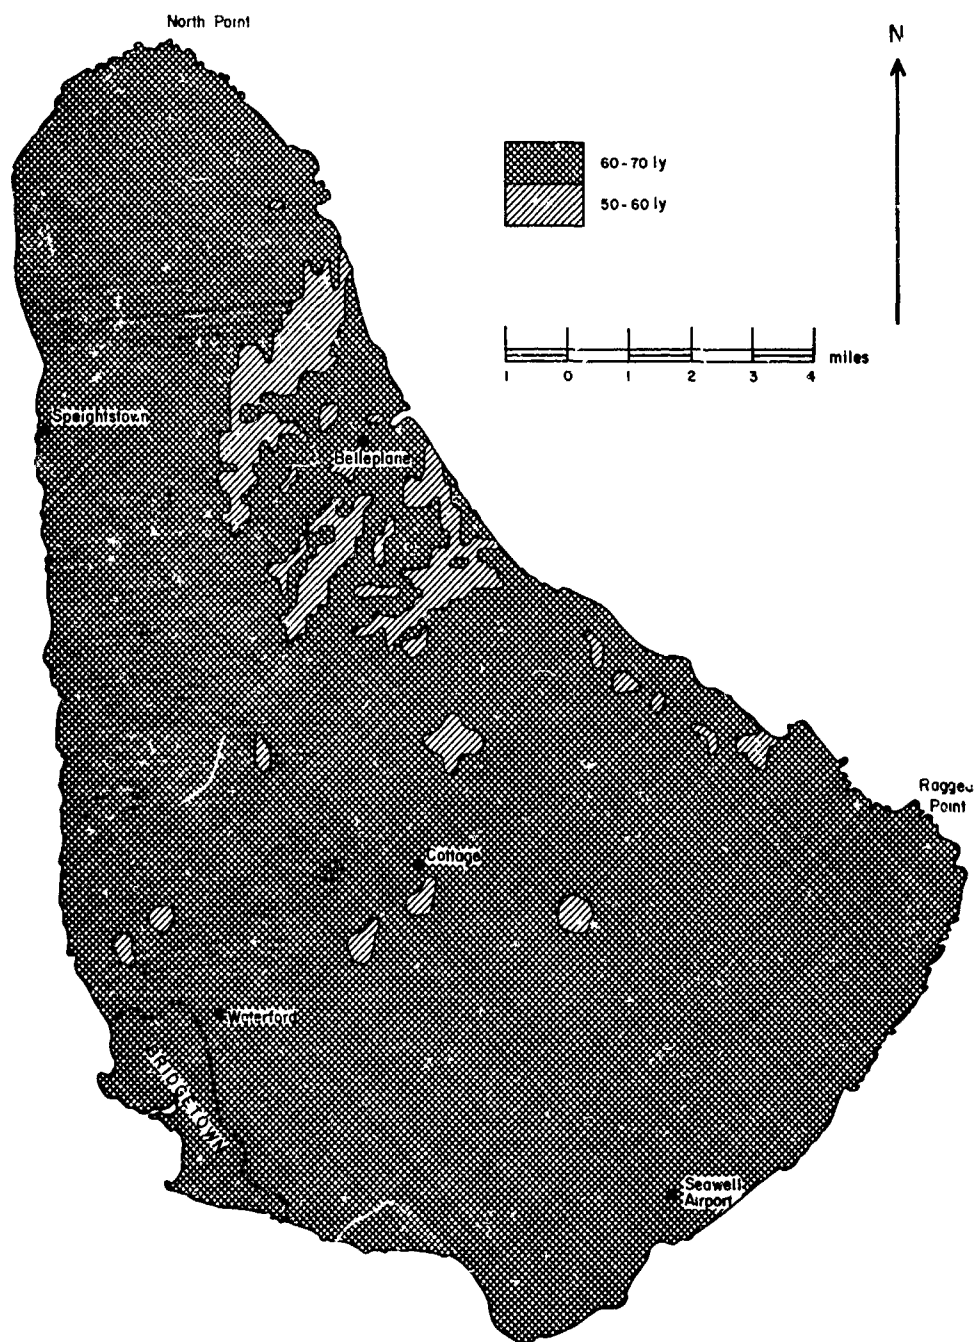 North Point
N
60-70 ly
50-60 ly
miles
1 0 1 2 3 4
Speightstown
Belleplane
Ragged
Point
Cottage
Waterford
BRIDGETOWN
Seawell
Airport